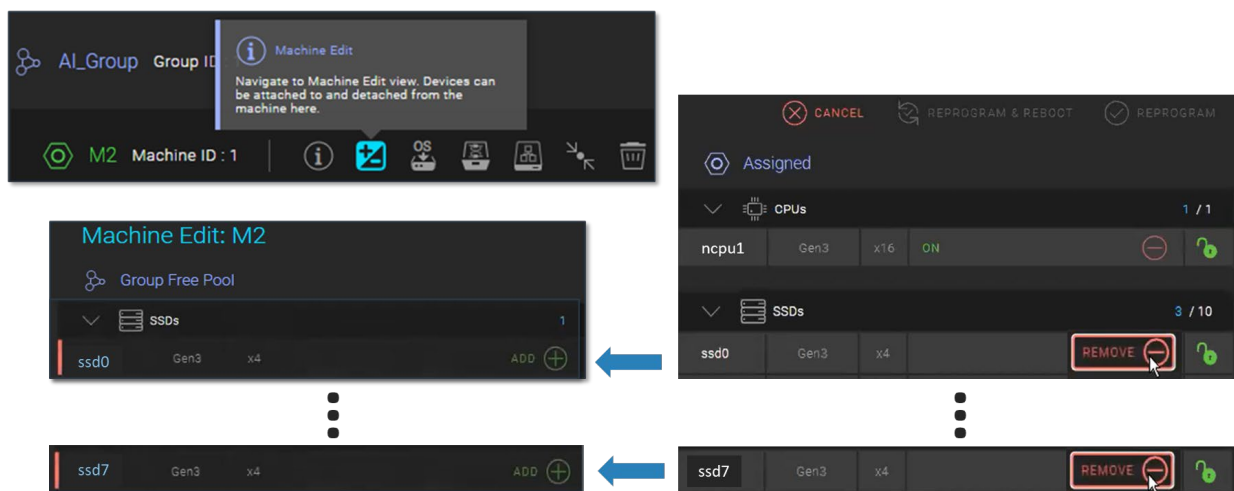 AI_Group Group ID
Machine Edit
Navigate to Machine Edit view. Devices can
be attached to and detached from the
machine here.
M2 Machine ID : 1
OS
CANCEL REPROGRAM & REBOOT REPROGRAM
Assigned
CPUs 1 / 1
ncpu1 Gen3 x16 ON
SSDs 3 / 10
ssd0 Gen3 x4 REMOVE
ssd7 Gen3 x4 REMOVE
Machine Edit: M2
Group Free Pool
SSDs 1
ssd0 Gen3 x4 ADD
ssd7 Gen3 x4 ADD